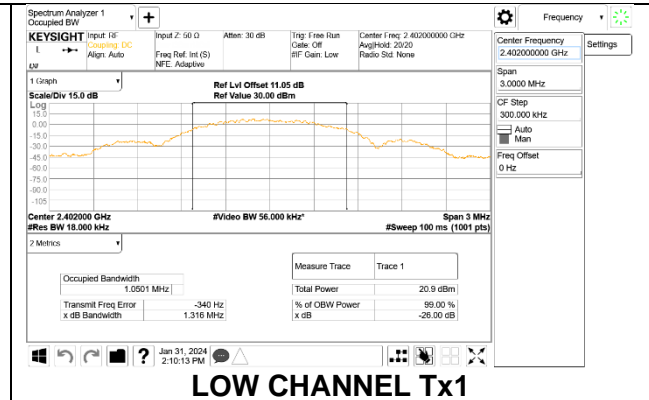 Spectrum Analyzer 1
Occupied BW
Frequency
KEYSIGHT
L
Input: RF
Coupling: DC
Align: Auto
Input Z: 50 Ω
Freq Ref: Int (S)
NFE: Adaptive
Atten: 30 dB
Trig: Free Run
Gate: Off
#IF Gain: Low
Center Freq: 2.402000000 GHz
Avg|Hold: 20/20
Radio Std: None
Center Frequency
2.402000000 GHz
Settings
Span
3.0000 MHz
CF Step
300.000 kHz
Auto
Man
Freq Offset
0 Hz
1 Graph
Scale/Div 15.0 dB
Ref Lvl Offset 11.05 dB
Ref Value 30.00 dBm
Log
15.0
0.00
-15.0
-30.0
-45.0
-60.0
-75.0
-90.0
-105
Center 2.402000 GHz
#Res BW 18.000 kHz
#Video BW 56.000 kHz*
Span 3 MHz
#Sweep 100 ms (1001 pts)
2 Metrics
Occupied Bandwidth
1.0501 MHz
Transmit Freq Error -340 Hz
x dB Bandwidth 1.316 MHz
Measure Trace Trace 1
Total Power 20.9 dBm
% of OBW Power 99.00 %
x dB -26.00 dB
?
Jan 31, 2024
2:10:13 PM
LOW CHANNEL Tx1